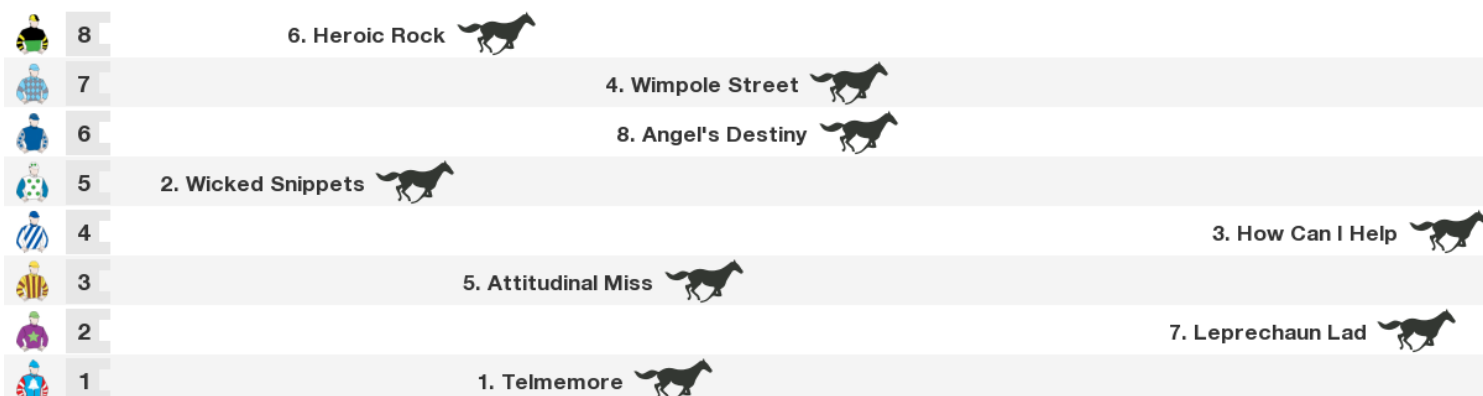 8 6. Heroic Rock
7 4. Wimpole Street
6 8. Angel's Destiny
5 2. Wicked Snippets
4 3. How Can I Help
3 5. Attitudinal Miss
2 7. Leprechaun Lad
1 1. Telmemore